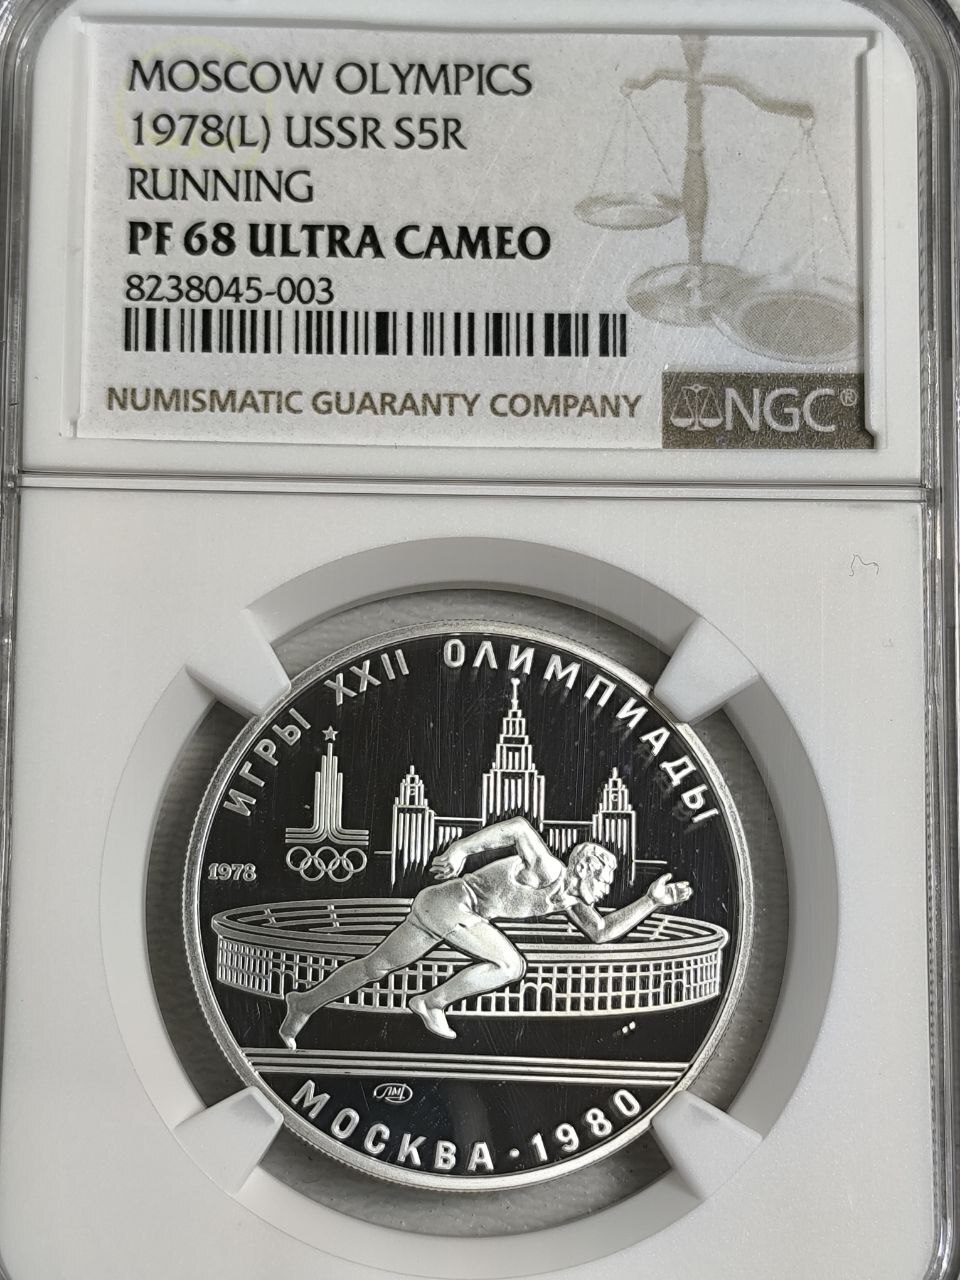 MOSCOW OLYMPICS
1978(L) USSR S5R
RUNNING
PF 68 ULTRA CAMEO
8238045-003
NUMISMATIC GUARANTY COMPANY
NGC®
ИГРЫ XXII ОЛИМПИАДЫ
1978
ЛМД
МОСКВА · 1980